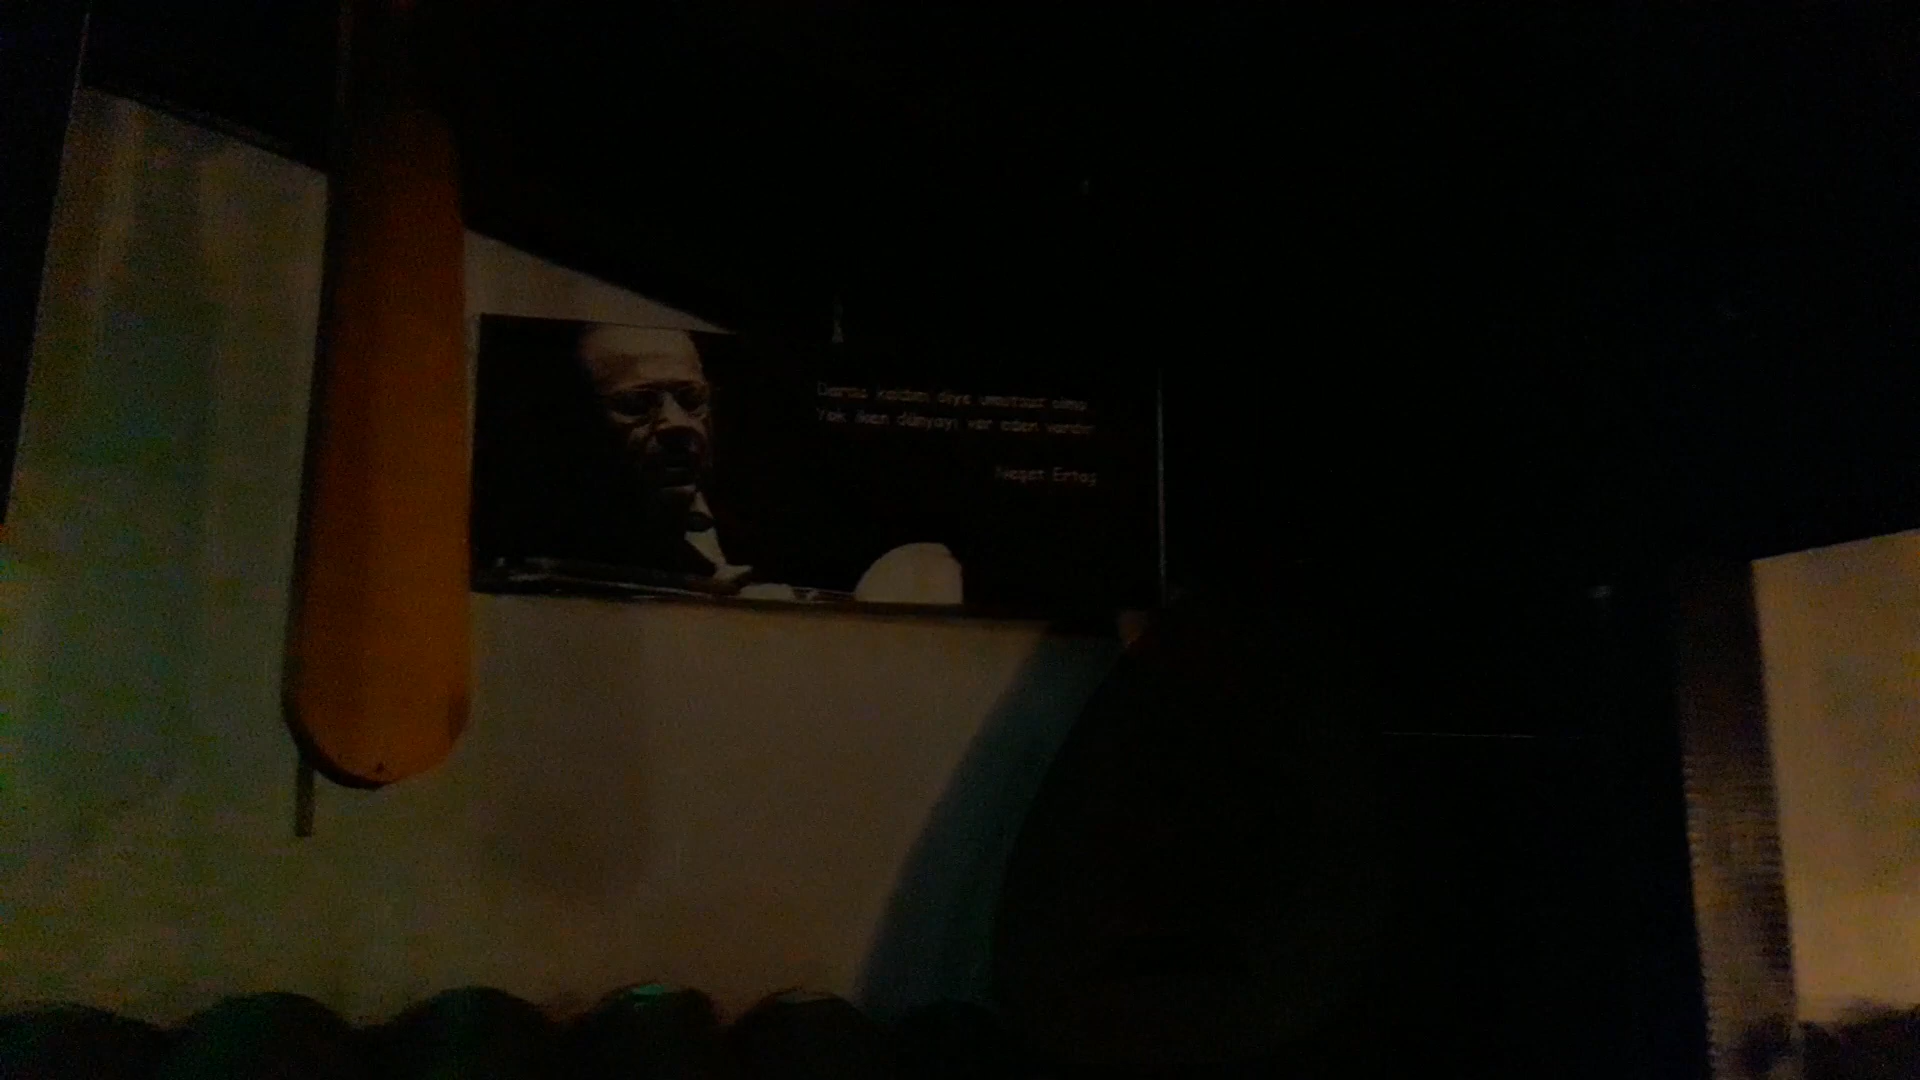 Darda kaldım diye umutsuz olma
Yok iken dünyayı var eden vardır
Neşet Ertaş